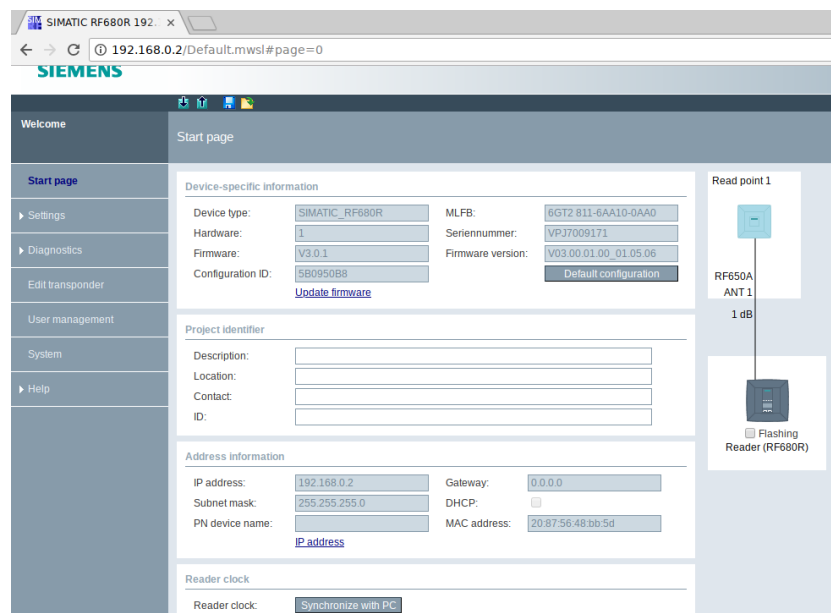 SIMATIC RF680R 192.
192.168.0.2/Default.mwsl#page=0
SIEMENS
Welcome
Start page
Start page
Settings
Diagnostics
Edit transponder
User management
System
Help
Device-specific information
Device type: SIMATIC_RF680R MLFB: 6GT2 811-6AA10-0AA0
Hardware: 1 Seriennummer: VPJ7009171
Firmware: V3.0.1 Firmware version: V03.00.01.00_01.05.06
Configuration ID: 5B0950B8 Default configuration
Update firmware
Project identifier
Description:
Location:
Contact:
ID:
Address information
IP address: 192.168.0.2 Gateway: 0.0.0.0
Subnet mask: 255.255.255.0 DHCP:
PN device name: MAC address: 20:87:56:48:bb:5d
IP address
Reader clock
Reader clock: Synchronize with PC
Read point 1
RF650A
ANT 1
1 dB
Flashing
Reader (RF680R)